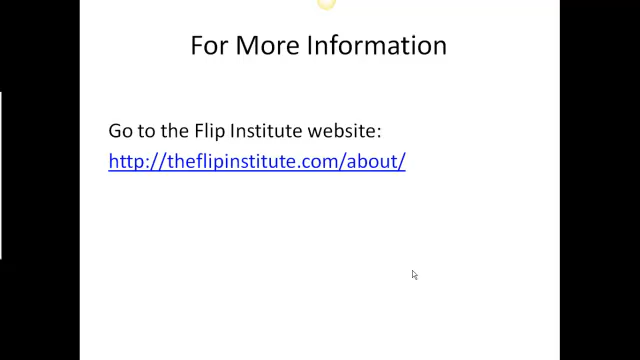 For More Information
Go to the Flip Institute website:
http://theflipinstitute.com/about/